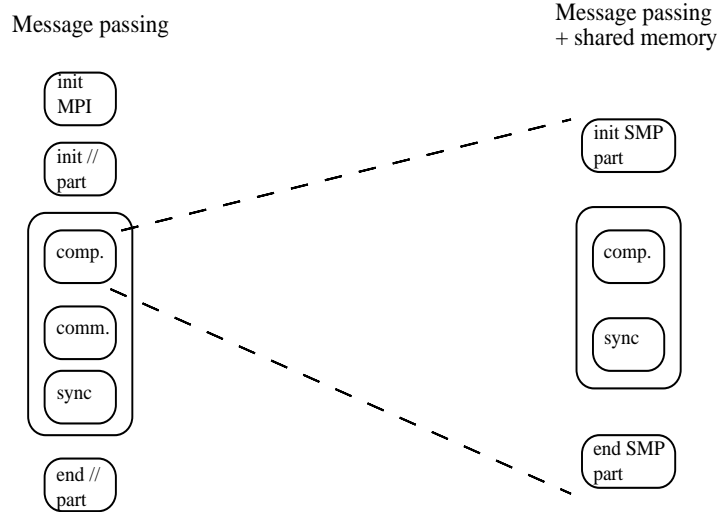 Message passing
init
MPI
init //
part
comp.
comm.
sync
end //
part
Message passing
+ shared memory
init SMP
part
comp.
sync
end SMP
part